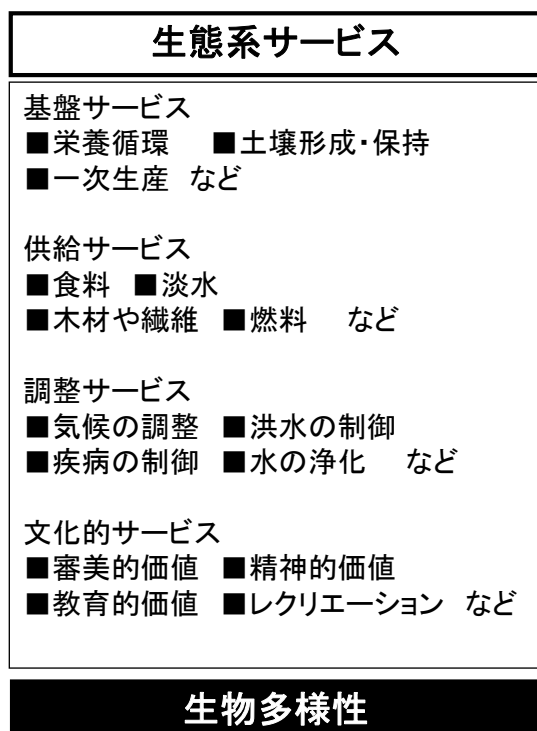 生態系サービス
基盤サービス
■栄養循環　■土壌形成・保持
■一次生産　など
供給サービス
■食料　■淡水
■木材や繊維　■燃料　など
調整サービス
■気候の調整　■洪水の制御
■疾病の制御　■水の浄化　など
文化的サービス
■審美的価値　■精神的価値
■教育的価値　■レクリエーション　など
生物多様性